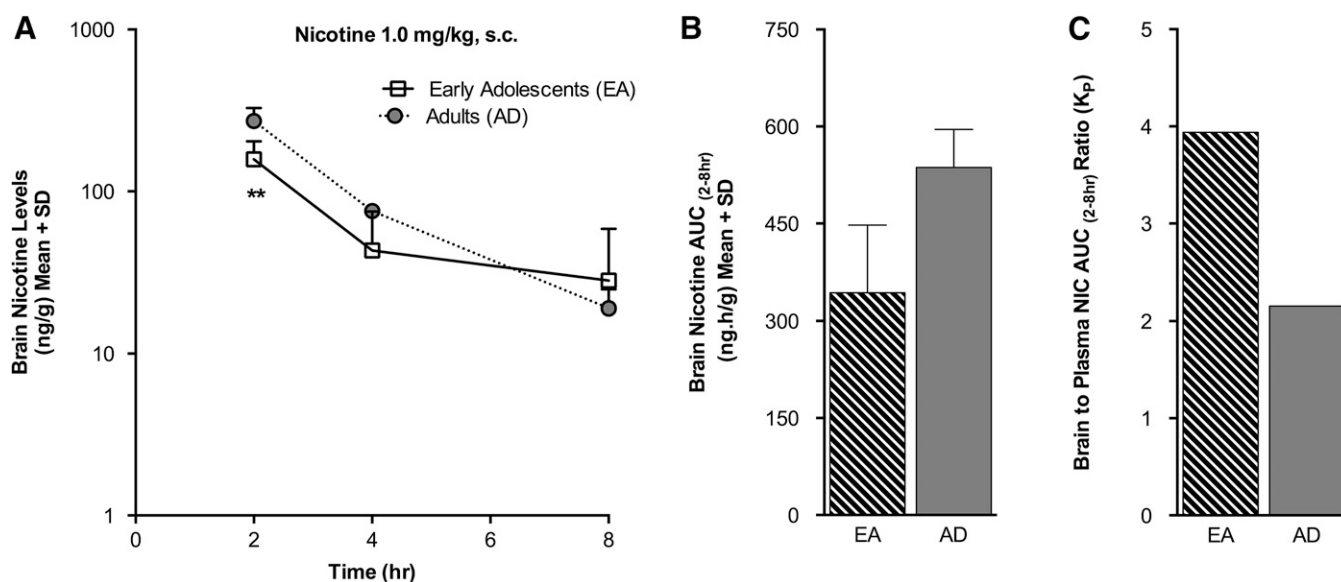 A
Nicotine 1.0 mg/kg, s.c.
Early Adolescents (EA)
Adults (AD)
Brain Nicotine Levels
(ng/g) Mean + SD
1000
100
10
1
**
0
2
4
6
8
Time (hr)
B
Brain Nicotine AUC (2-8hr)
(ng.h/g) Mean + SD
750
600
450
300
150
0
EA
AD
C
Brain to Plasma NIC AUC (2-8hr) Ratio (KP)
5
4
3
2
1
0
EA
AD